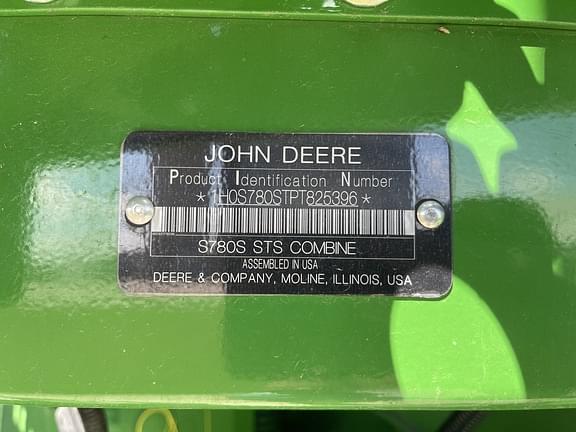 JOHN DEERE
Product Identification Number
*1H0S780STPT825396*
S780S STS COMBINE
ASSEMBLED IN USA
DEERE & COMPANY, MOLINE, ILLINOIS, USA